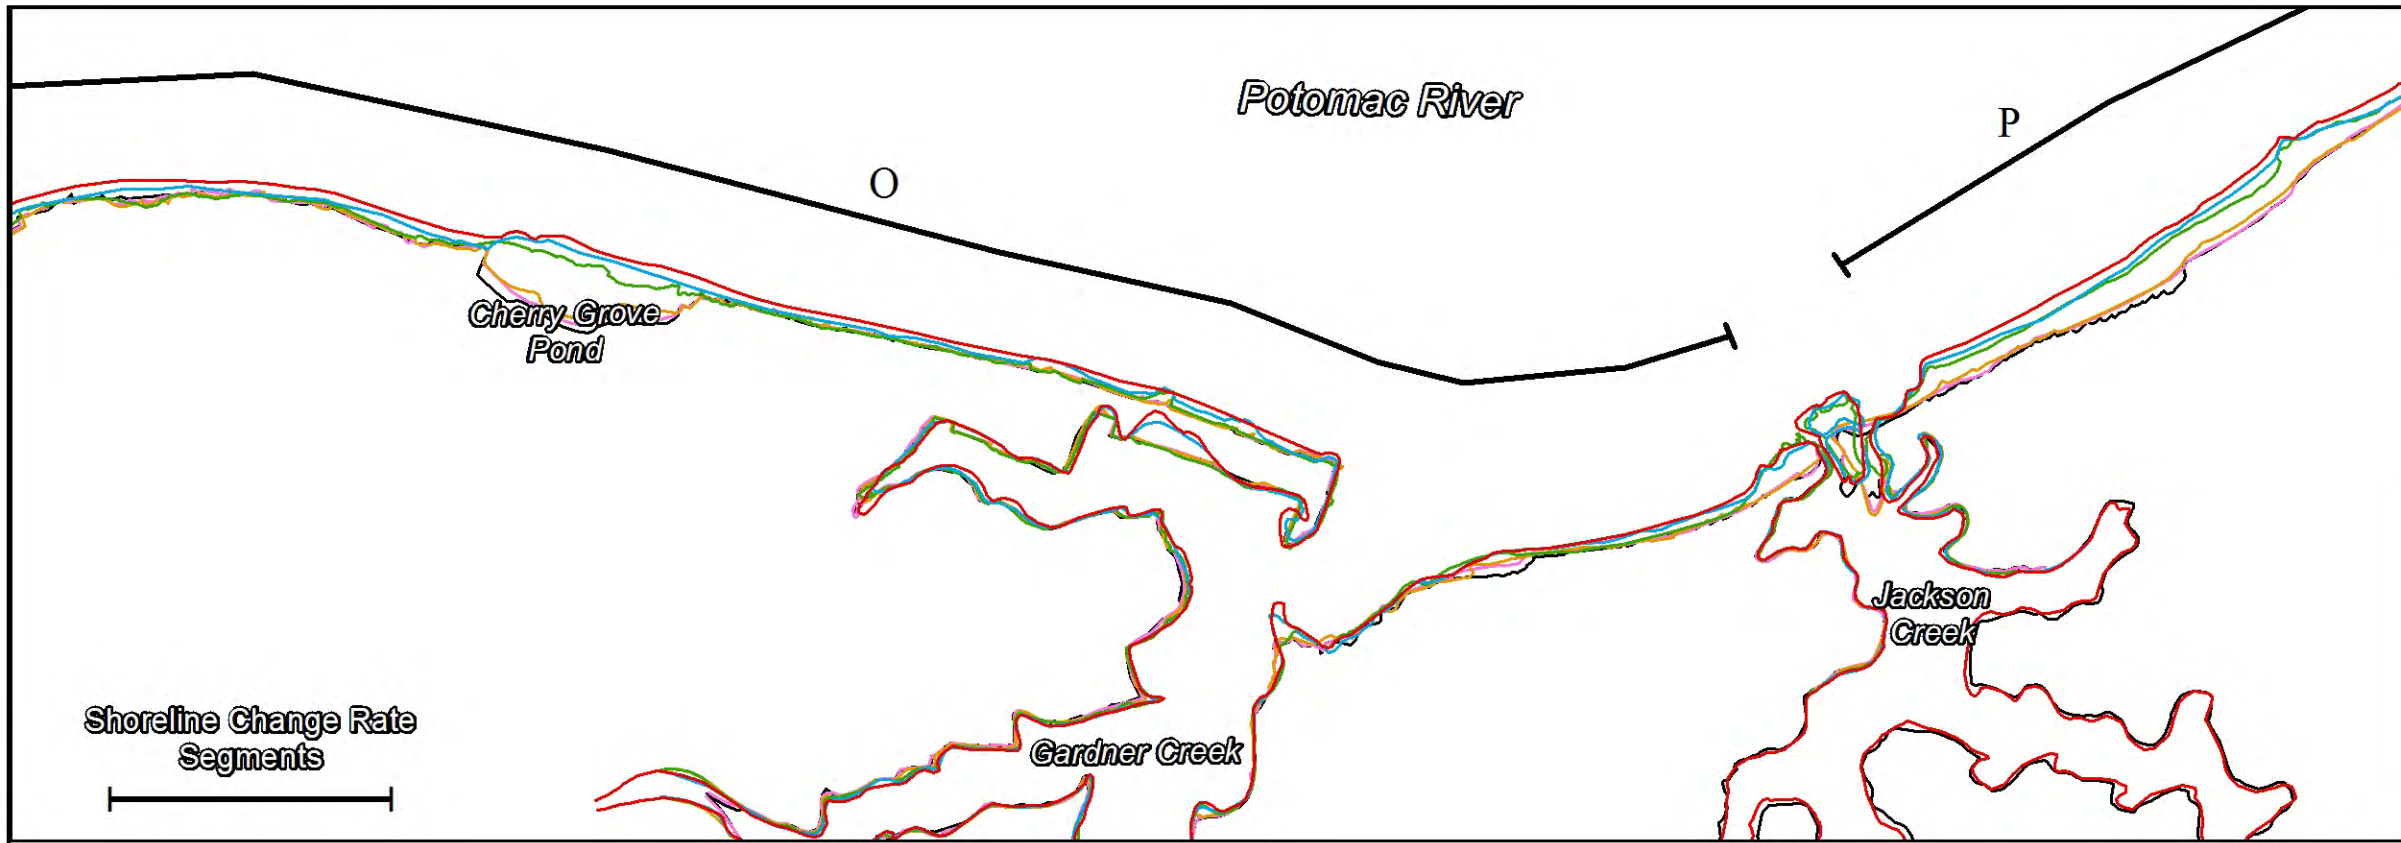 Potomac River
P
O
Cherry Grove
Pond
Jackson
Creek
Shoreline Change Rate
Segments
Gardner Creek